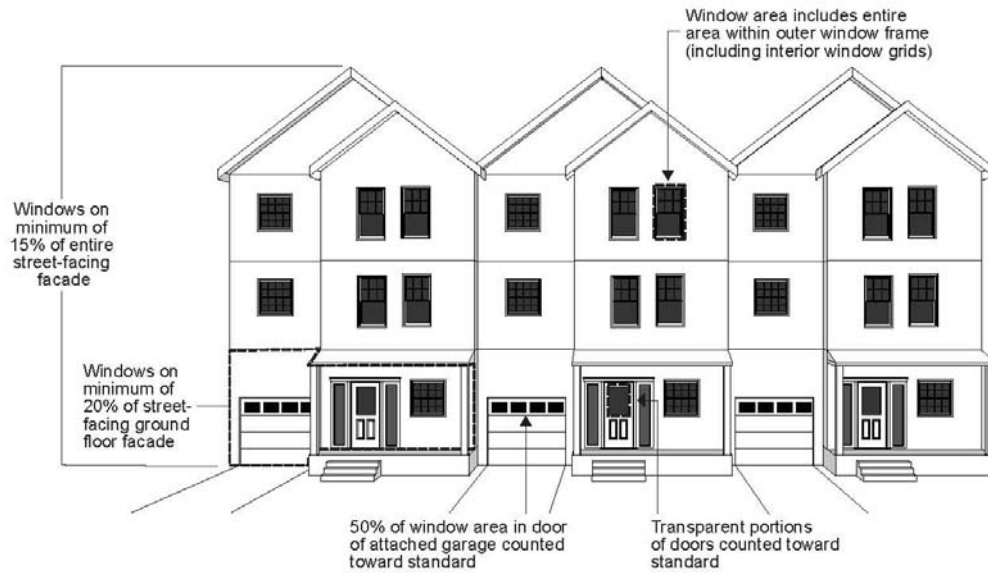 Window area includes entire
area within outer window frame
(including interior window grids)
Windows on
minimum of
15% of entire
street-facing
facade
Windows on
minimum of
20% of street-
facing ground
floor facade
50% of window area in door
of attached garage counted
toward standard
Transparent portions
of doors counted toward
standard